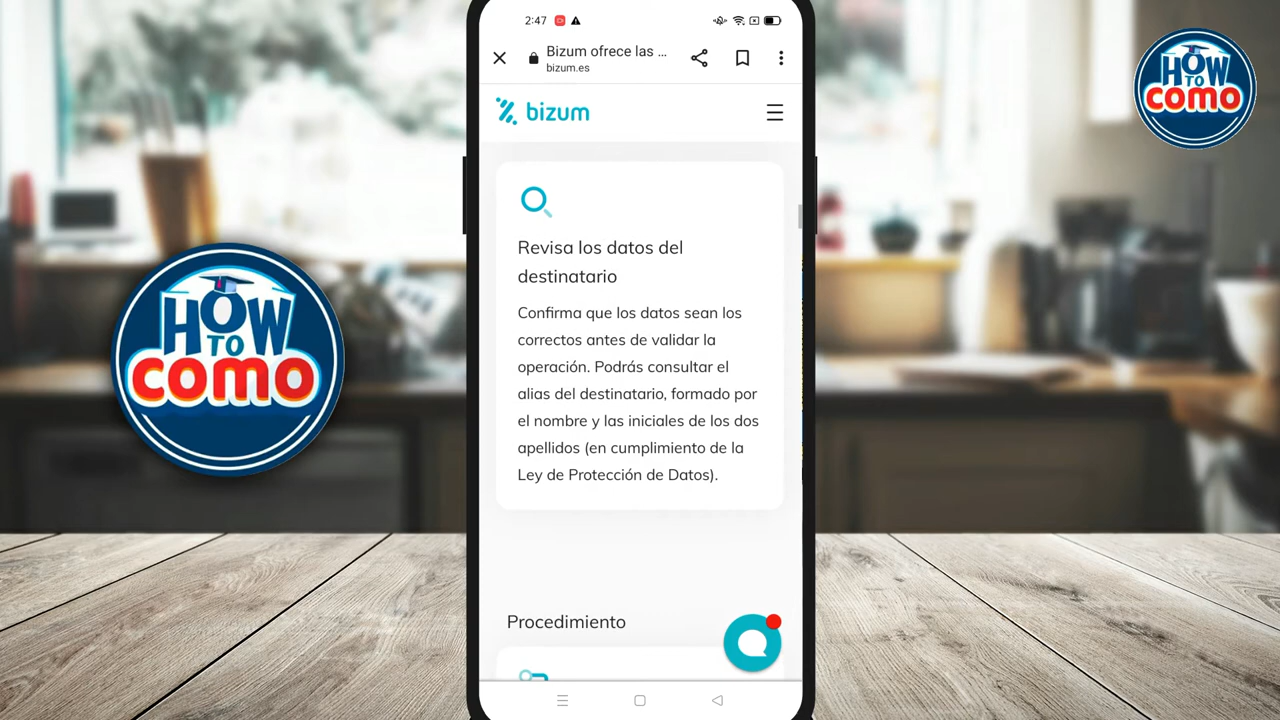 2:47
Bizum ofrece las ...
bizum.es
bizum
HOW
TO
como
Revisa los datos del
destinatario
Confirma que los datos sean los
correctos antes de validar la
operación. Podrás consultar el
alias del destinatario, formado por
el nombre y las iniciales de los dos
apellidos (en cumplimiento de la
Ley de Protección de Datos).
HOW
TO
como
Procedimiento